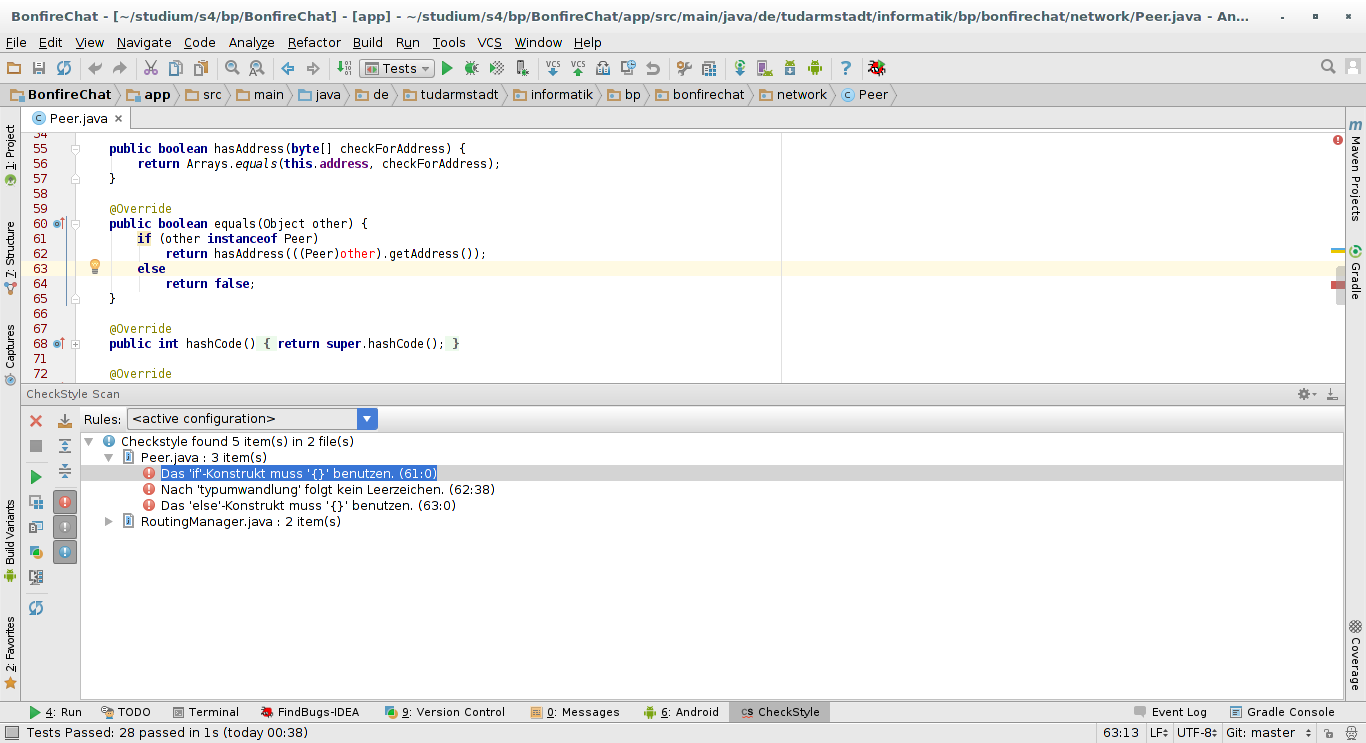 BonfireChat - [~/studium/s4/bp/BonfireChat] - [app] - ~/studium/s4/bp/BonfireChat/app/src/main/java/de/tudarmstadt/informatik/bp/bonfirechat/network/Peer.java - An...
File Edit View Navigate Code Analyze Refactor Build Run Tools VCS Window Help
Tests
BonfireChat app src main java de tudarmstadt informatik bp bonfirechat network Peer
Peer.java
54
55 public boolean hasAddress(byte[] checkForAddress) {
56 return Arrays.equals(this.address, checkForAddress);
57 }
58
59 @Override
60 public boolean equals(Object other) {
61 if (other instanceof Peer)
62 return hasAddress(((Peer)other).getAddress());
63 else
64 return false;
65 }
66
67 @Override
68 public int hashCode() { return super.hashCode(); }
71
72 @Override
1: Project
7: Structure
Captures
Build Variants
2: Favorites
Maven Projects
Gradle
Coverage
CheckStyle Scan
Rules: <active configuration>
Checkstyle found 5 item(s) in 2 file(s)
Peer.java : 3 item(s)
Das 'if'-Konstrukt muss '{}' benutzen. (61:0)
Nach 'typumwandlung' folgt kein Leerzeichen. (62:38)
Das 'else'-Konstrukt muss '{}' benutzen. (63:0)
RoutingManager.java : 2 item(s)
4: Run TODO Terminal FindBugs-IDEA 9: Version Control 0: Messages 6: Android CS CheckStyle Event Log Gradle Console
Tests Passed: 28 passed in 1s (today 00:38) 63:13 LF UTF-8 Git: master